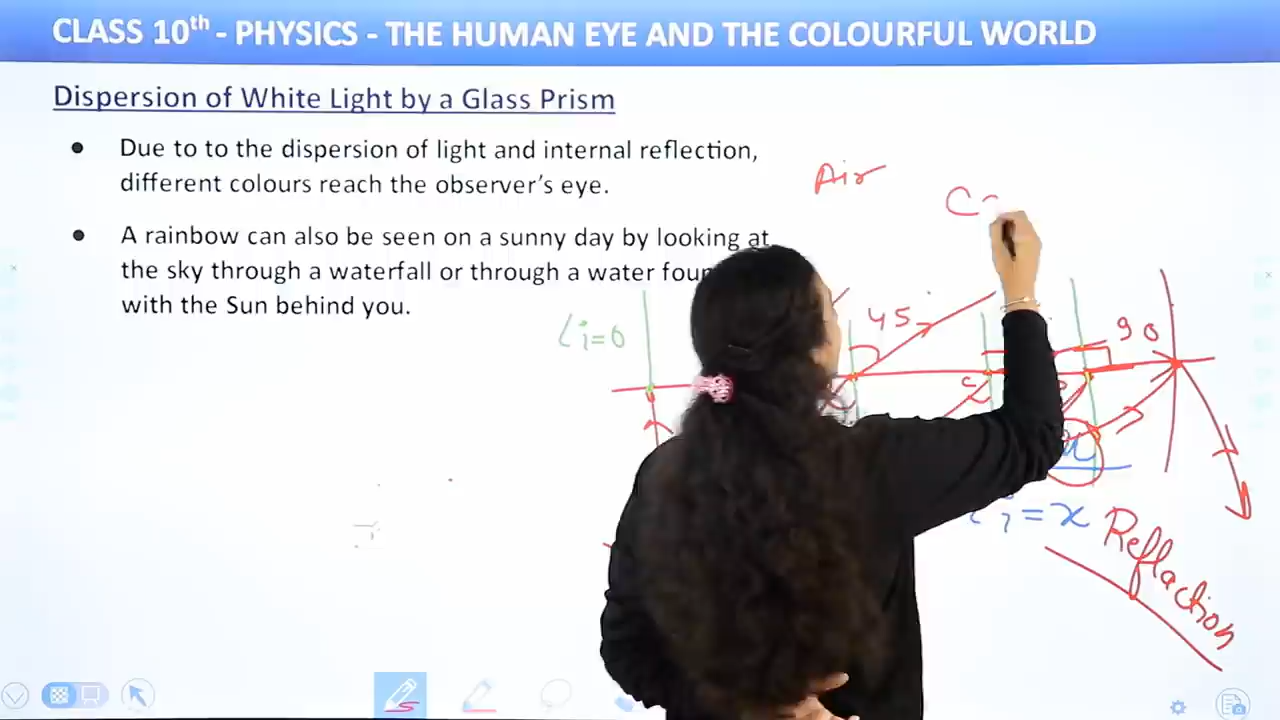 CLASS 10th - PHYSICS - THE HUMAN EYE AND THE COLOURFUL WORLD
Dispersion of White Light by a Glass Prism
• Due to to the dispersion of light and internal reflection,
different colours reach the observer's eye.
• A rainbow can also be seen on a sunny day by looking at
the sky through a waterfall or through a water foun
with the Sun behind you.
Air
∠i=0
45
90
c
= x
Reflaction